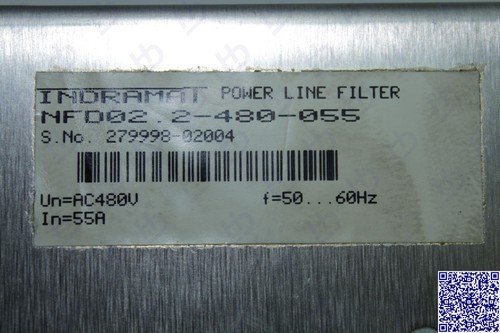 INDRAMAT POWER LINE FILTER
NFD02.2-480-055
S.No. 279998-02004
Un=AC480V f=50...60Hz
In=55A